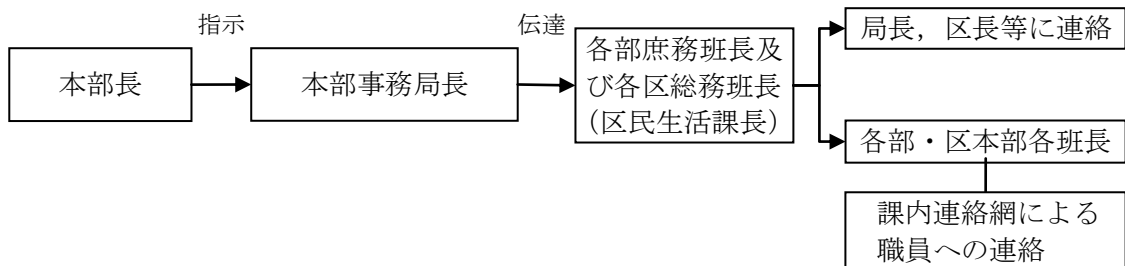 指示
伝達
本部長
本部事務局長
各部庶務班長及
び各区総務班長
（区民生活課長）
局長，区長等に連絡
各部・区本部各班長
課内連絡網による
職員への連絡